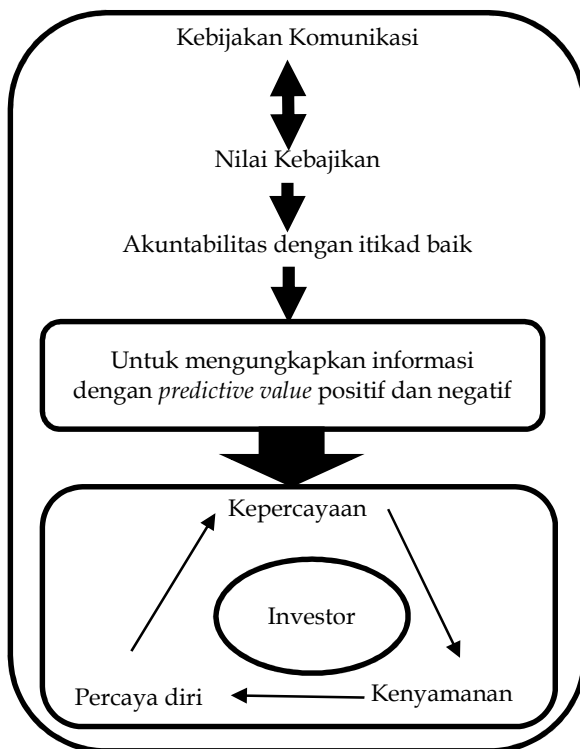 Kebijakan Komunikasi
Nilai Kebajikan
Akuntabilitas dengan itikad baik
Untuk mengungkapkan informasi
dengan predictive value positif dan negatif
Kepercayaan
Investor
Percaya diri
Kenyamanan